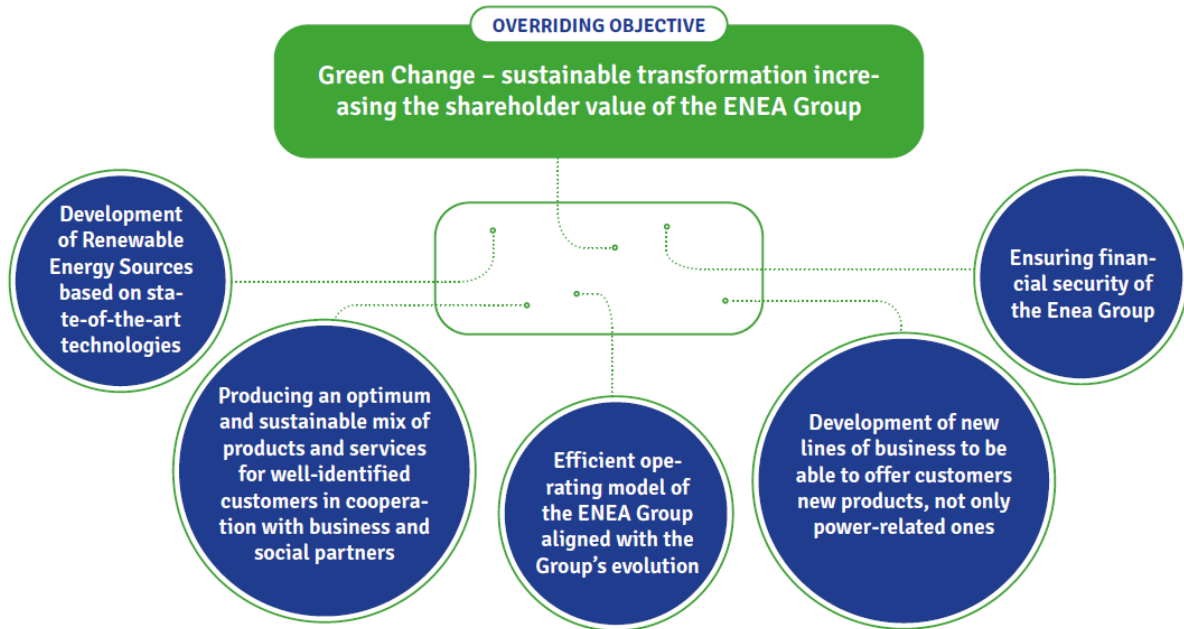 OVERRIDING OBJECTIVE
Green Change – sustainable transformation incre-
asing the shareholder value of the ENEA Group
Development
of Renewable
Energy Sources
based on sta-
te-of-the-art
technologies
Producing an optimum
and sustainable mix of
products and services
for well-identified
customers in coopera-
tion with business and
social partners
Efficient ope-
rating model of
the ENEA Group
aligned with the
Group's evolution
Development of new
lines of business to be
able to offer customers
new products, not only
power-related ones
Ensuring finan-
cial security of
the Enea Group